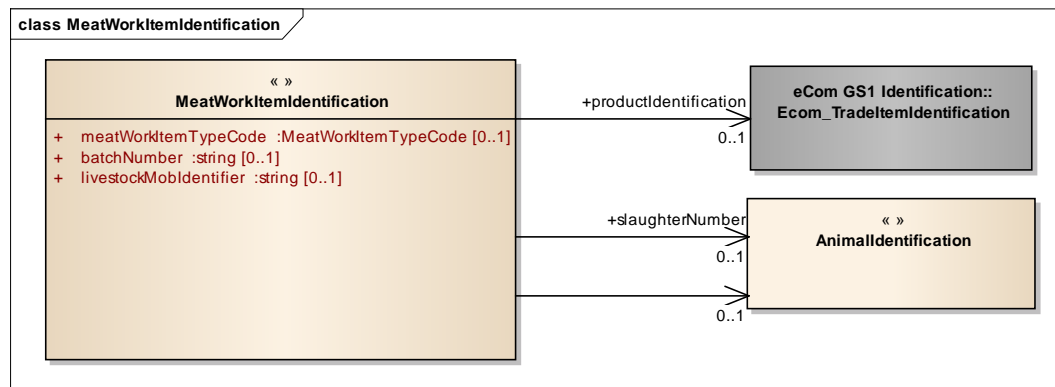 class MeatWorkItemIdentification
« »
MeatWorkItemIdentification
+ meatWorkItemTypeCode :MeatWorkItemTypeCode [0..1]
+ batchNumber :string [0..1]
+ livestockMobIdentifier :string [0..1]
+productIdentification
0..1
eCom GS1 Identification::
Ecom_TradeItemIdentification
+slaughterNumber
0..1
0..1
« »
AnimalIdentification